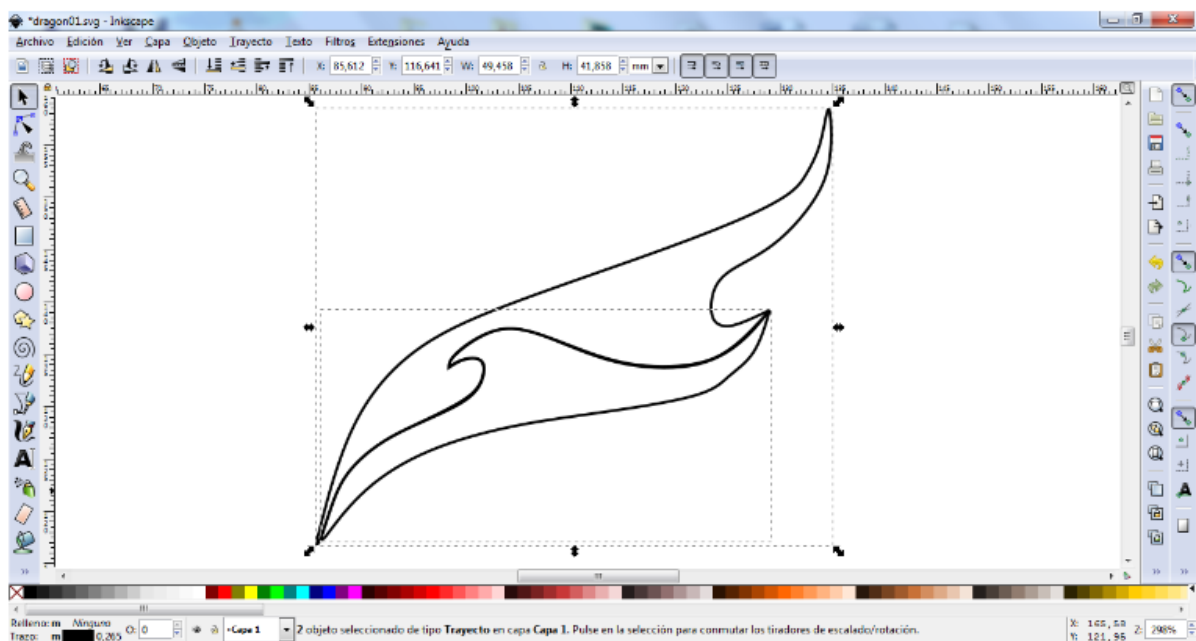 *dragon01.svg - Inkscape
Archivo Edición Ver Capa Objeto Trayecto Texto Filtros Extensiones Ayuda
X: 85,612 Y: 116,641 W: 49,458 H: 41,858 mm
Relleno: m Ninguno
Trazo: m 0,265 O: 0 •Capa 1 2 objeto seleccionado de tipo Trayecto en capa Capa 1. Pulse en la selección para conmutar los tiradores de escalado/rotación.
X: 165,58
Y: 121,96
Z: 298%